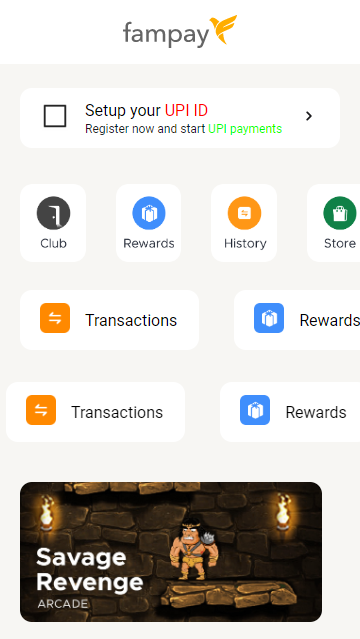 fampay
Setup your UPI ID
Register now and start UPI payments
Club
Rewards
History
Store
Transactions
Rewards
Transactions
Rewards
Savage
Revenge
ARCADE